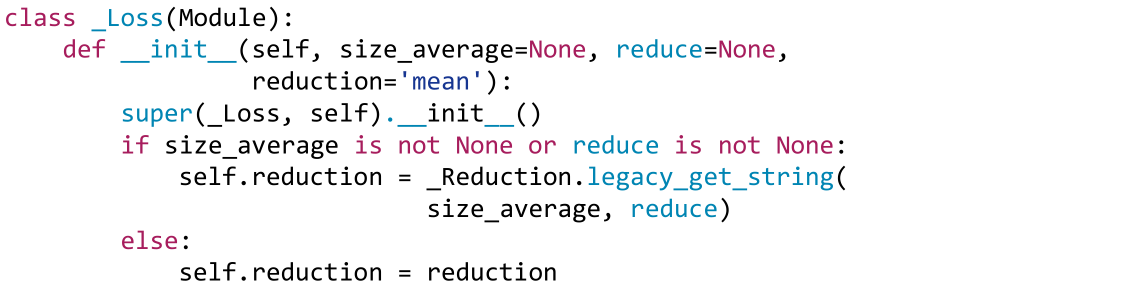 class _Loss(Module):
    def __init__(self, size_average=None, reduce=None,
                 reduction='mean'):
        super(_Loss, self).__init__()
        if size_average is not None or reduce is not None:
            self.reduction = _Reduction.legacy_get_string(
                             size_average, reduce)
        else:
            self.reduction = reduction